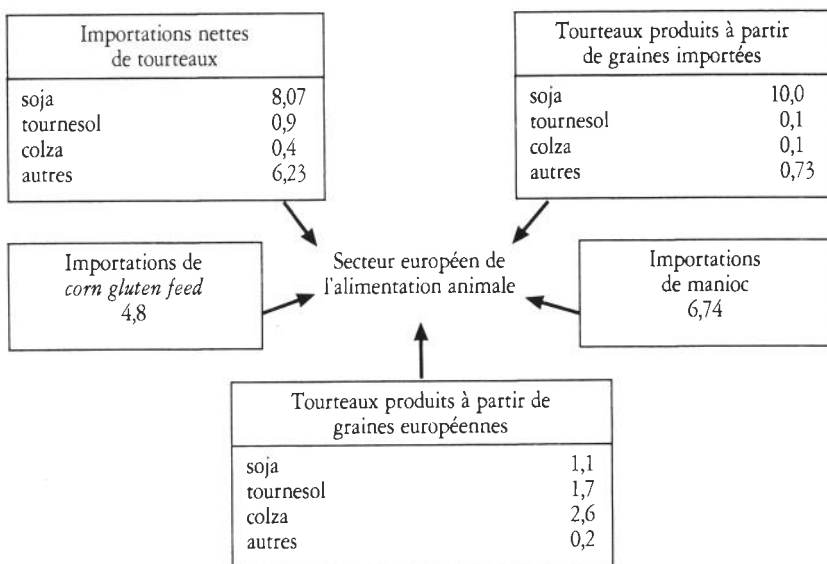 Importations nettes
de tourteaux
soja 8,07
tournesol 0,9
colza 0,4
autres 6,23
Tourteaux produits à partir
de graines importées
soja 10,0
tournesol 0,1
colza 0,1
autres 0,73
Importations de
corn gluten feed
4,8
Secteur européen de
l'alimentation animale
Importations
de manioc
6,74
Tourteaux produits à partir de
graines européennes
soja 1,1
tournesol 1,7
colza 2,6
autres 0,2